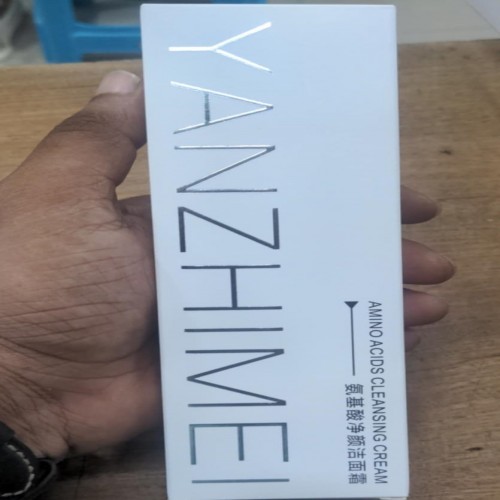 YANZHIMEI
AMINO ACIDS CLEANSING CREAM
氨基酸净颜洁面霜